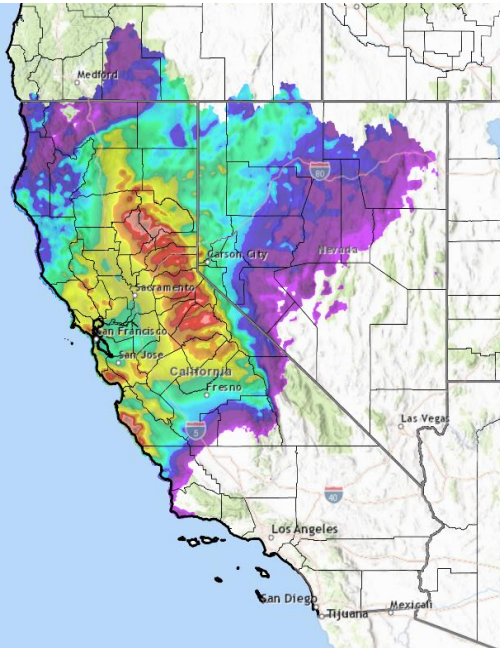 Medford
80
Carson City
Nevada
Sacramento
San Francisco
San Jose
California
Fresno
Las Vegas
5
40
Los Angeles
San Diego
Tijuana
Mexicali